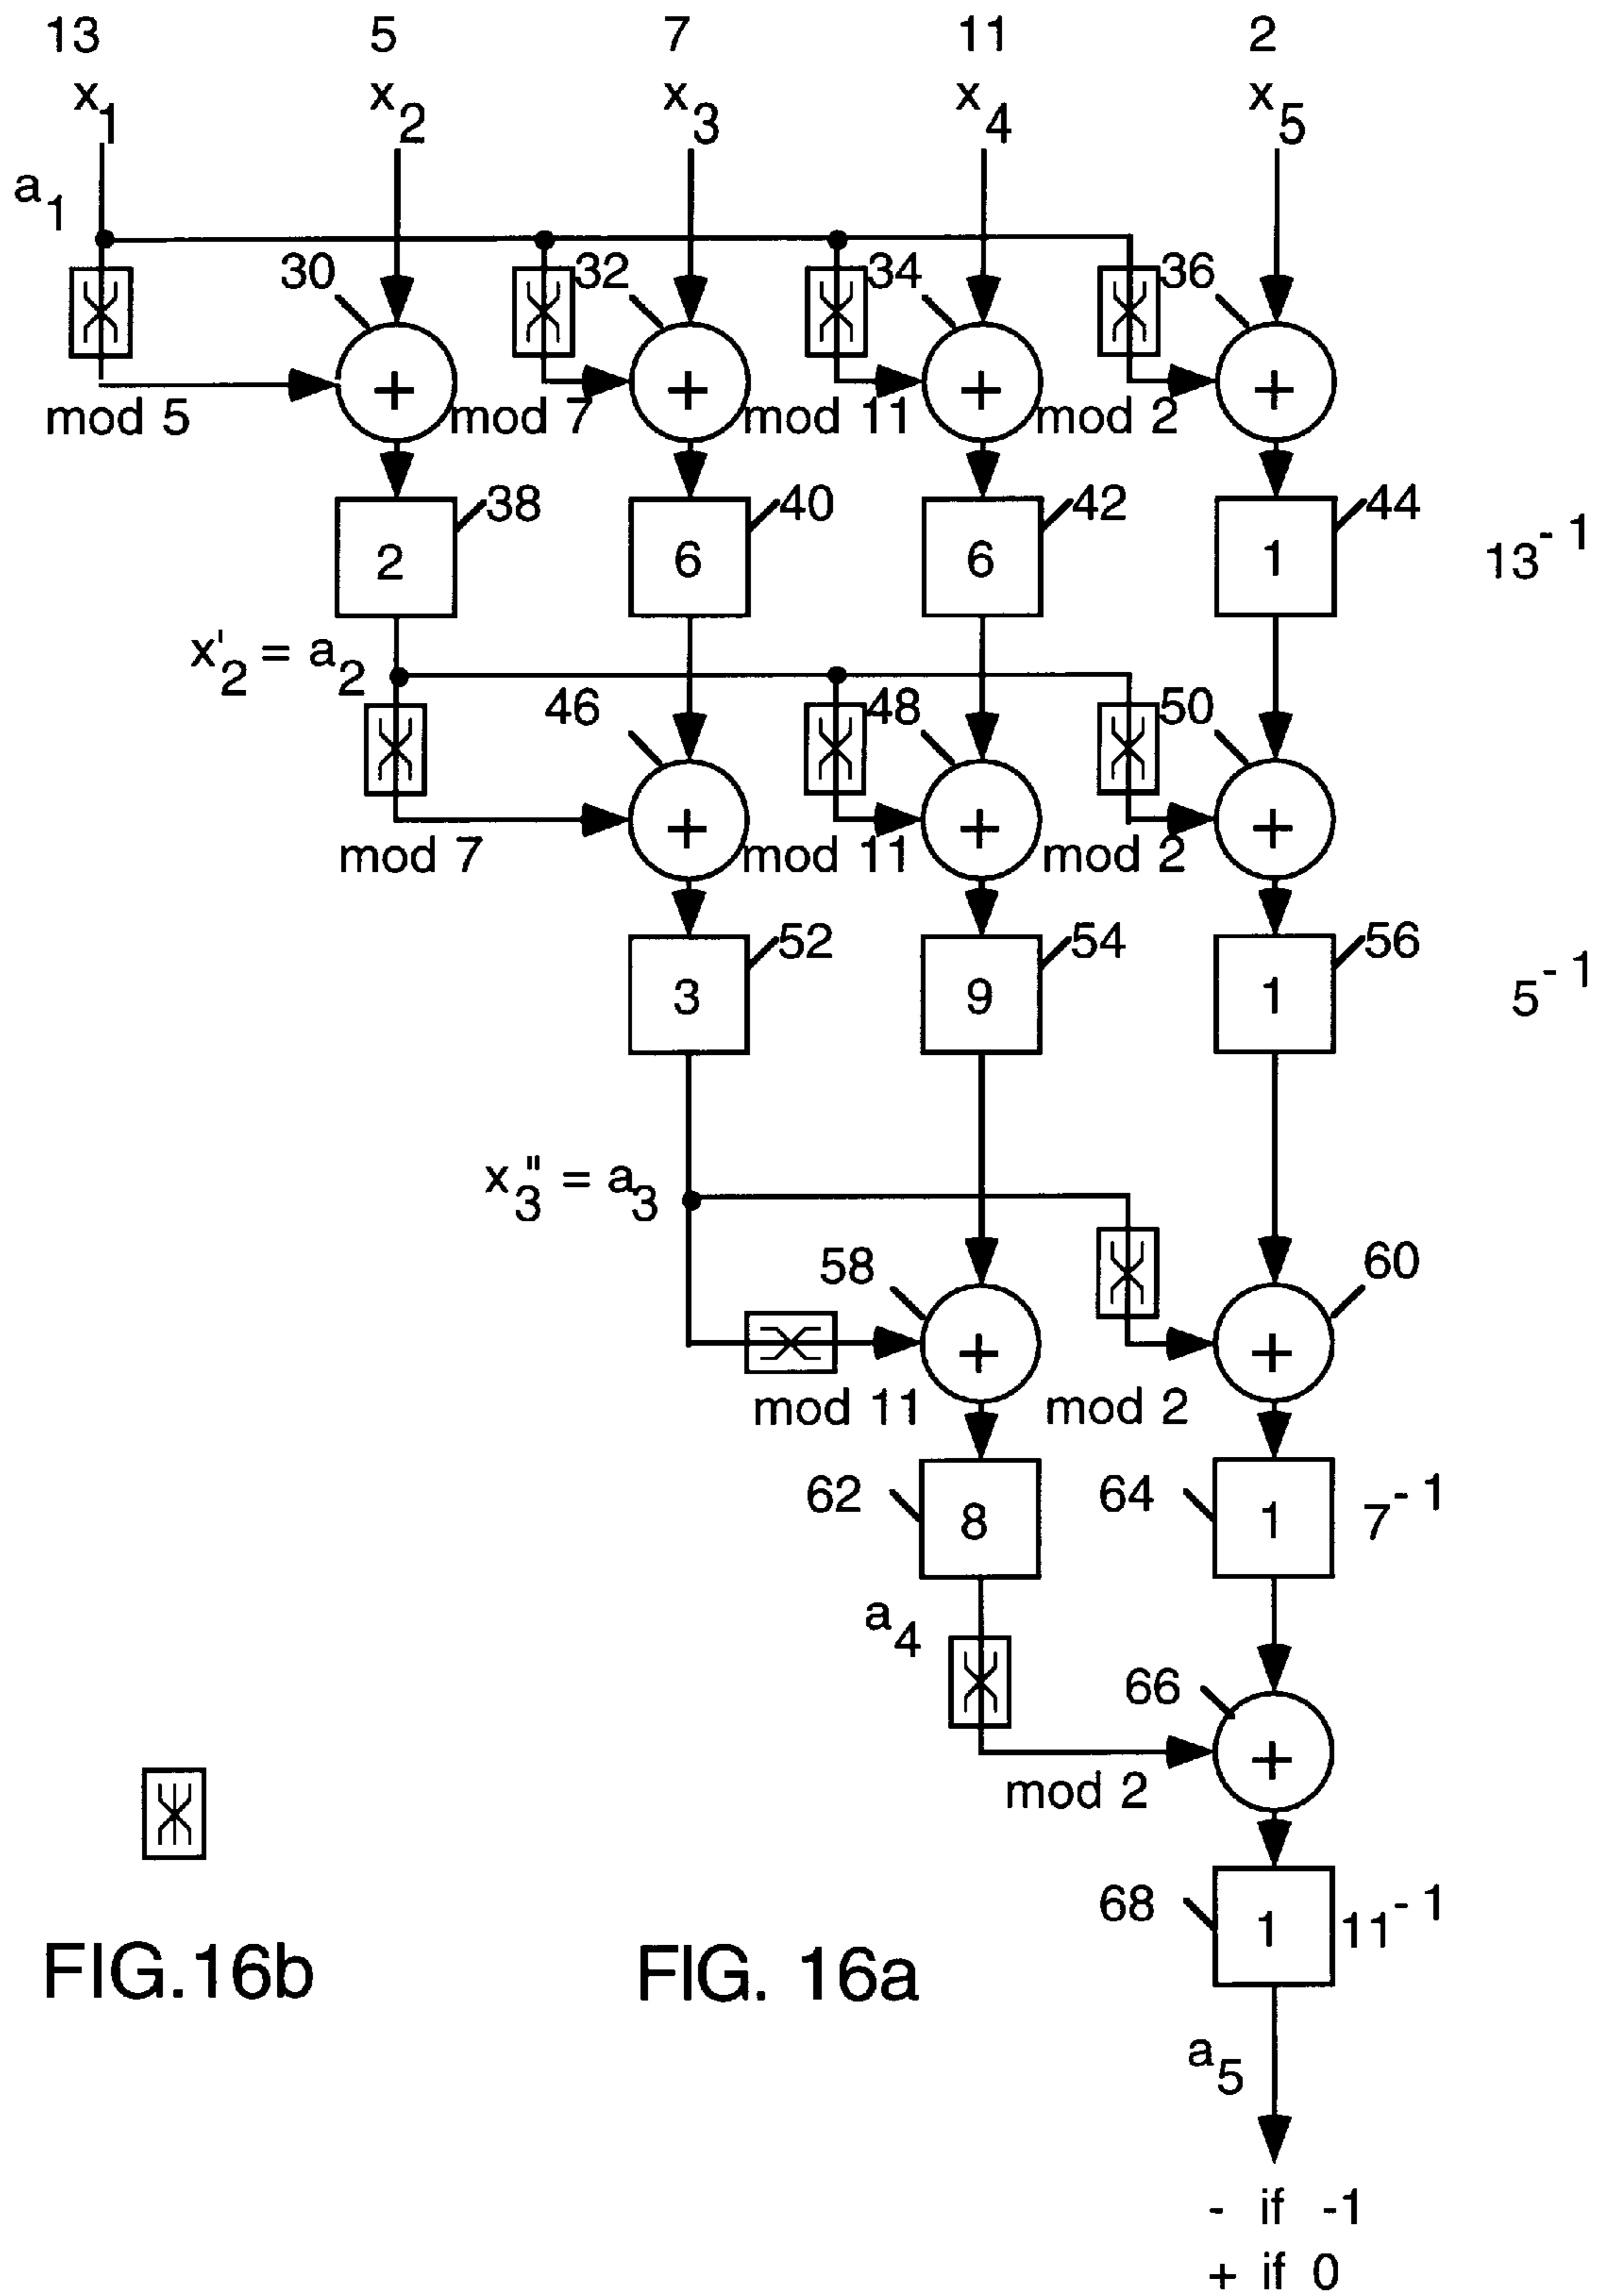 13 5 7 11 2
x1 x2 x3 x4 x5
a1
30 32 34 36
+ + + +
mod 5 mod 7 mod 11 mod 2
38 40 42 44
2 6 6 1 13-1
x'2 = a2
46 48 50
+ + +
mod 7 mod 11 mod 2
52 54 56
3 9 1 5-1
x"3 = a3
58 60
+ +
mod 11 mod 2
62 8 64 1 7-1
a4
66
+
mod 2
68 1 11-1
FIG.16b FIG. 16a
a5
- if -1
+ if 0